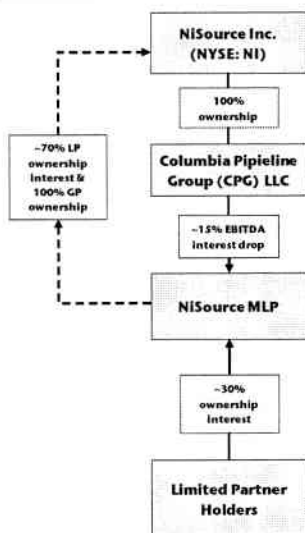 NiSource Inc.
(NYSE: NI)
100%
ownership
~70% LP
ownership
interest &
100% GP
ownership
Columbia Pipieline
Group (CPG) LLC
~15% EBITDA
interest drop
NiSource MLP
~30%
ownership
interest
Limited Partner
Holders